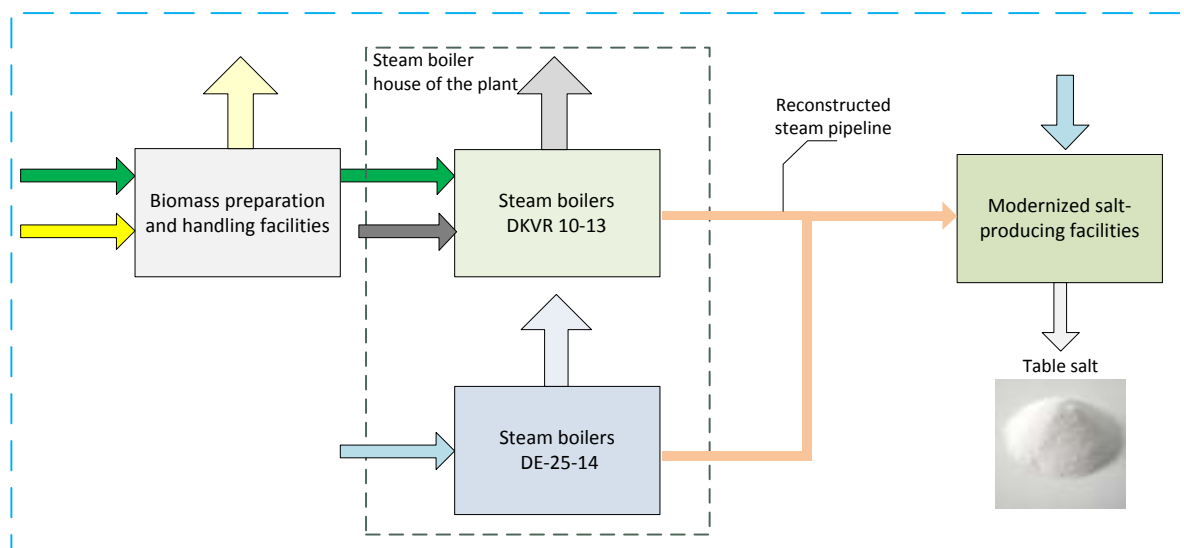 Steam boiler
house of the plant
Reconstructed
steam pipeline
Biomass preparation
and handling facilities
Steam boilers
DKVR 10-13
Modernized salt-
producing facilities
Steam boilers
DE-25-14
Table salt